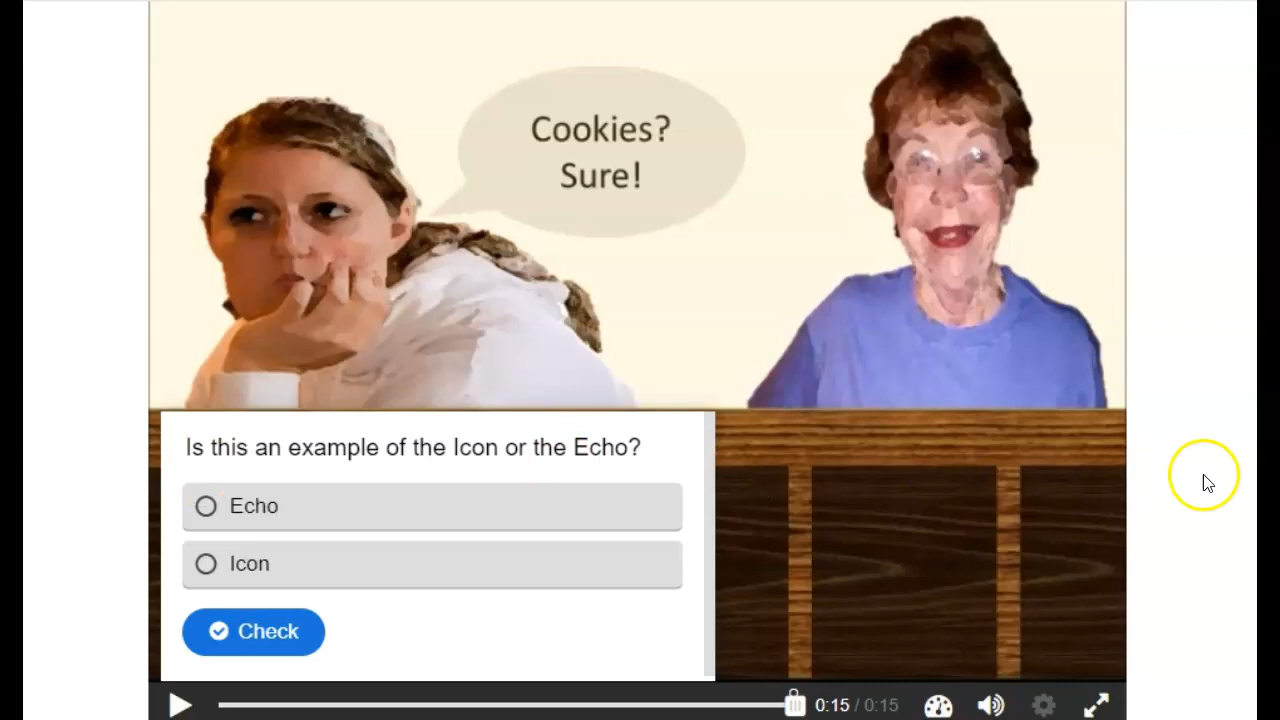 Cookies?
Sure!
Is this an example of the Icon or the Echo?
Echo
Icon
Check
0:15 / 0:15